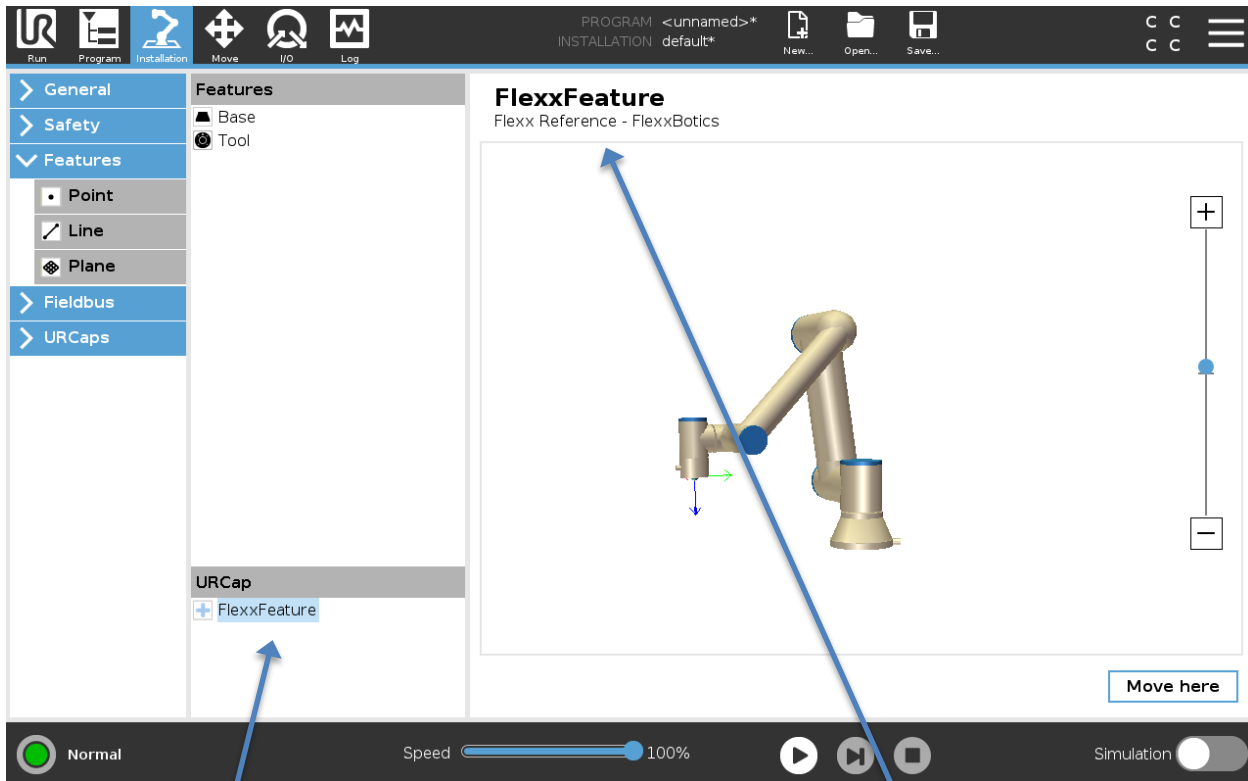 PROGRAM <unnamed>*
INSTALLATION default*
UR
Run
Program
Installation
Move
I/O
Log
New...
Open...
Save...
C C
C C
General
Safety
Features
Point
Line
Plane
Fieldbus
URCaps
Features
Base
Tool
URCap
FlexxFeature
FlexxFeature
Flexx Reference - FlexxBotics
+
−
Move here
Normal
Speed
100%
Simulation